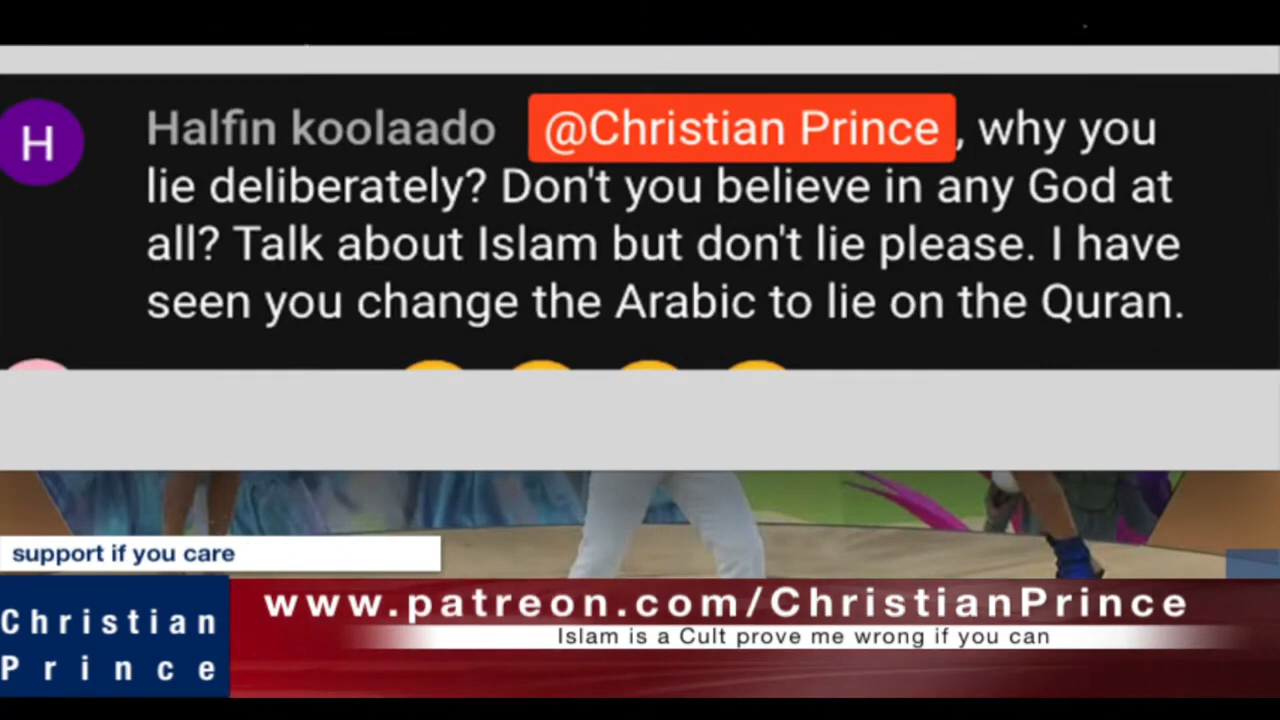 H
Halfin koolaado @Christian Prince, why you
lie deliberately? Don't you believe in any God at
all? Talk about Islam but don't lie please. I have
seen you change the Arabic to lie on the Quran.
support if you care
Christian
Prince
www.patreon.com/ChristianPrince
Islam is a Cult prove me wrong if you can